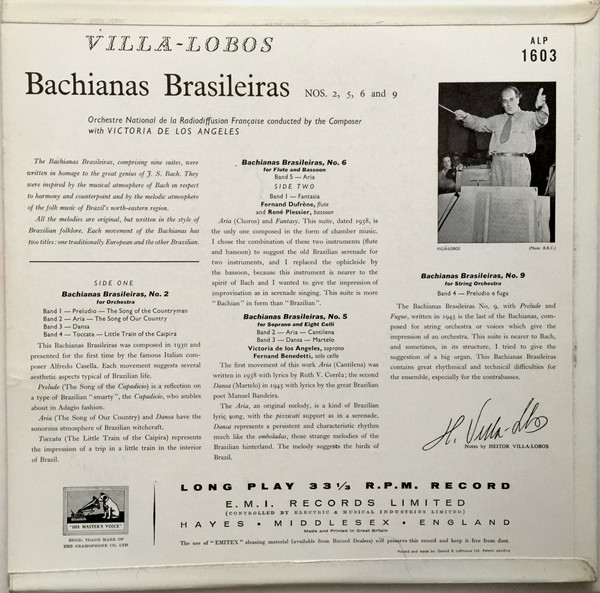 VILLA-LOBOS
ALP
1603
Bachianas Brasileiras NOS. 2, 5, 6 and 9
Orchestre National de la Radiodiffusion Française conducted by the Composer
with VICTORIA DE LOS ANGELES
The Bachianas Brasileiras, comprising nine suites, were
written in homage to the great genius of J. S. Bach. They
were inspired by the musical atmosphere of Bach in respect
to harmony and counterpoint and by the melodic atmosphere
of the folk music of Brazil's north-eastern region.
All the melodies are original, but written in the style of
Brazilian folklore. Each movement of the Bachianas has
two titles; one traditionally European and the other Brazilian.
SIDE ONE
Bachianas Brasileiras, No. 2
for Orchestra
Band 1 — Preludio — The Song of the Countryman
Band 2 — Aria — The Song of Our Country
Band 3 — Dansa
Band 4 — Toccata — Little Train of the Caipira
This Bachianas Brasileiras was composed in 1930 and
presented for the first time by the famous Italian com-
poser Alfredo Casella. Each movement suggests several
aesthetic aspects typical of Brazilian life.
Prelude (The Song of the Capadicio) is a reflection on
a type of Brazilian "smarty", the Capadicio, who ambles
about in Adagio fashion.
Aria (The Song of Our Country) and Dansa have the
sonorous atmosphere of Brazilian witchcraft.
Toccata (The Little Train of the Caipira) represents
the impression of a trip in a little train in the interior
of Brazil.
Bachianas Brasileiras, No. 6
for Flute and Bassoon
Band 5 — Aria
SIDE TWO
Band 1 — Fantasia
Fernand Dufrène, flute
and René Plessier, bassoon
Aria (Choros) and Fantasy. This suite, dated 1938, is
the only one composed in the form of chamber music.
I chose the combination of these two instruments (flute
and bassoon) to suggest the old Brazilian serenade for
two instruments, and I replaced the ophicleide by
the bassoon, because this instrument is nearer to the
spirit of Bach and I wanted to give the impression of
improvisation as in serenade singing. This suite is more
"Bachian" in form than "Brazilian".
Bachianas Brasileiras, No. 5
for Soprano and Eight Celli
Band 2 — Aria — Cantilena
Band 3 — Dansa — Martelo
Victoria de los Angeles, soprano
Fernand Benedetti, solo cello
The first movement of this work Aria (Cantilena) was
written in 1938 with lyrics by Ruth V. Corrêa; the second
Dansa (Martelo) in 1945 with lyrics by the great Brazilian
poet Manuel Bandeira.
The Aria, an original melody, is a kind of Brazilian
lyric song, with the pizzicati support as in a serenade.
Dansa represents a persistent and characteristic rhythm
much like the emboladas, those strange melodies of the
Brazilian hinterland. The melody suggests the birds of
Brazil.
VILLA-LOBOS
(Photo: B.B.C.)
Bachianas Brasileiras, No. 9
for String Orchestra
Band 4 — Preludio e fuga
The Bachianas Brasileiras No. 9, with Prelude and
Fugue, written in 1945 is the last of the Bachianas, com-
posed for string orchestra or voices which give the
impression of an orchestra. This suite is nearer to Bach,
and sometimes, in its structure, I tried to give the
suggestion of a big organ. This Bachianas Brasileiras
contains great rhythmical and technical difficulties for
the ensemble, especially for the contrabasses.
H. Villa-Lobos
Notes by HEITOR VILLA-LOBOS
"HIS MASTER'S VOICE"
REGD. TRADE MARK OF
THE GRAMOPHONE CO. LTD.
LONG PLAY 33⅓ R.P.M. RECORD
E.M.I. RECORDS LIMITED
(CONTROLLED BY ELECTRIC & MUSICAL INDUSTRIES LIMITED)
HAYES • MIDDLESEX • ENGLAND
Made and Printed in Great Britain
The use of "EMITEX" cleaning material (available from Record Dealers) will preserve this record and keep it free from dust.
Printed and made by Garrod & Lofthouse Ltd. Patents pending